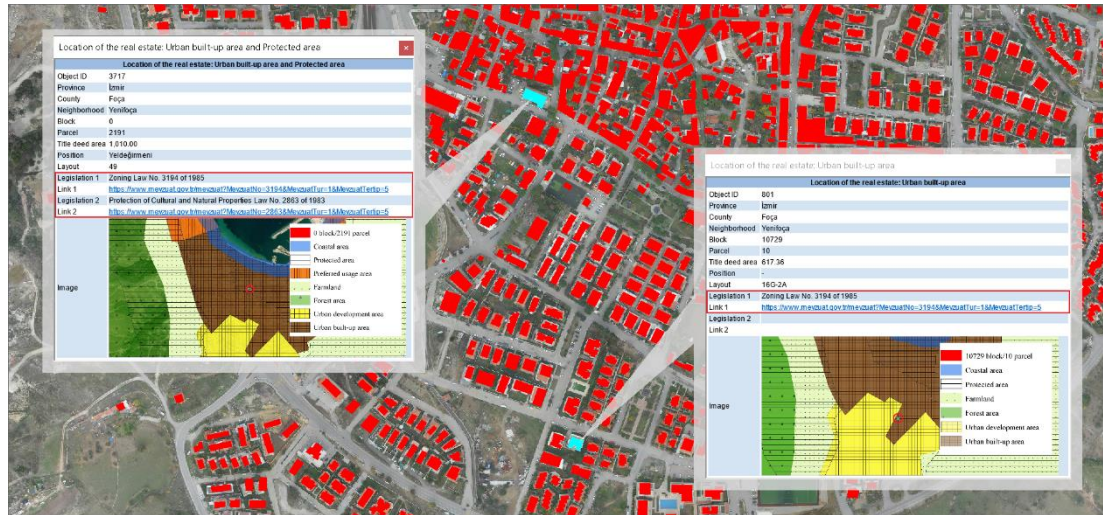 Location of the real estate: Urban built-up area and Protected area
Location of the real estate: Urban built-up area and Protected area
Object ID 3717
Province İzmir
County Foça
Neighborhood Yenifoça
Block 0
Parcel 2191
Title deed area 1,010.00
Position Yeldeğirmeni
Layout 49
Legislation 1 Zoning Law No. 3194 of 1985
Link 1 https://www.mevzuat.gov.tr/mevzuat?MevzuatNo=3194&MevzuatTur=1&MevzuatTertip=5
Legislation 2 Protection of Cultural and Natural Properties Law No. 2863 of 1983
Link 2 https://www.mevzuat.gov.tr/mevzuat?MevzuatNo=2863&MevzuatTur=1&MevzuatTertip=5
Image
0 block/2191 parcel
Coastal area
Protected area
Preferred usage area
Farmland
Forest area
Urban development area
Urban built-up area
Location of the real estate: Urban built-up area
Location of the real estate: Urban built-up area
Object ID 801
Province İzmir
County Foça
Neighborhood Yenifoça
Block 10729
Parcel 10
Title deed area 617.36
Position -
Layout 16G-2A
Legislation 1 Zoning Law No. 3194 of 1985
Link 1 https://www.mevzuat.gov.tr/mevzuat?MevzuatNo=3194&MevzuatTur=1&MevzuatTertip=5
Legislation 2
Link 2
Image
10729 block/10 parcel
Coastal area
Protected area
Farmland
Forest area
Urban development area
Urban built-up area